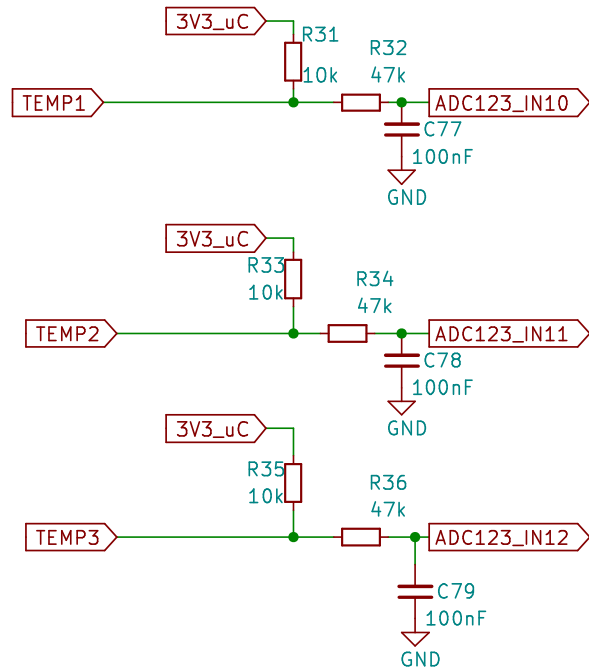 3V3_uC
R31
10k
R32
47k
TEMP1
ADC123_IN10
C77
100nF
GND
3V3_uC
R33
10k
R34
47k
TEMP2
ADC123_IN11
C78
100nF
GND
3V3_uC
R35
10k
R36
47k
TEMP3
ADC123_IN12
C79
100nF
GND